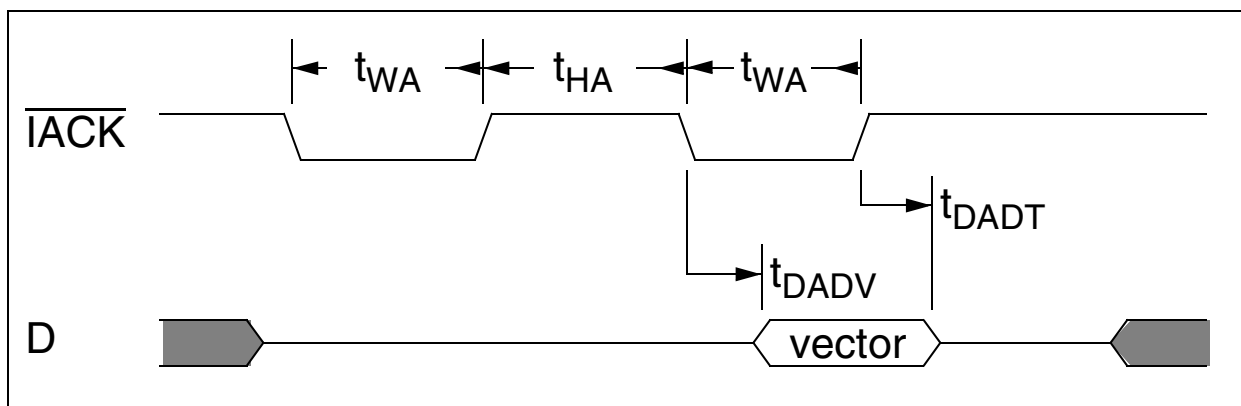 tWA tHA tWA
IACK
tDADT
tDADV
D vector